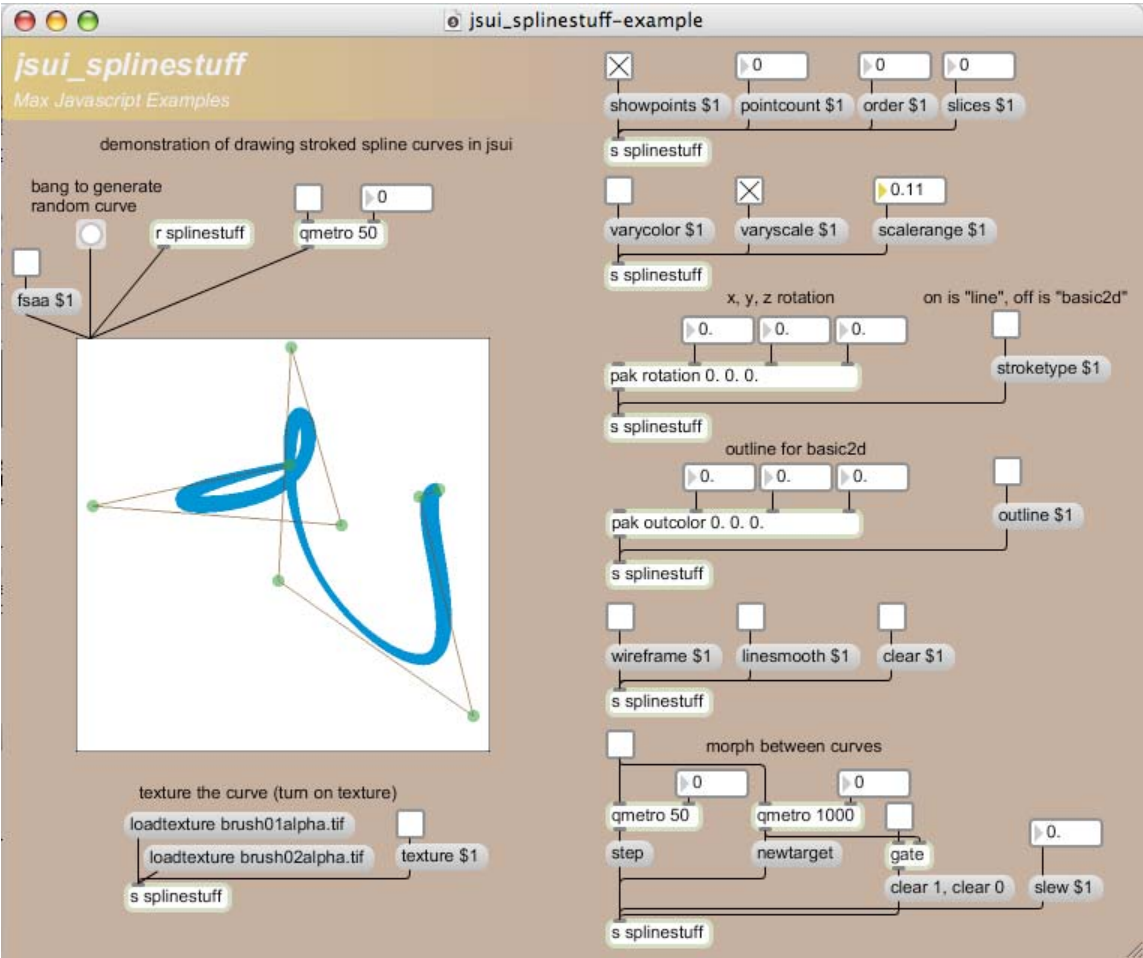 jsui_splinestuff-example
jsui_splinestuff
Max Javascript Examples
demonstration of drawing stroked spline curves in jsui
bang to generate
random curve
r splinestuff
0
qmetro 50
fsaa $1
texture the curve (turn on texture)
loadtexture brush01alpha.tif
loadtexture brush02alpha.tif
texture $1
s splinestuff
0
0
0
showpoints $1
pointcount $1
order $1
slices $1
s splinestuff
0.11
varycolor $1
varyscale $1
scalerange $1
s splinestuff
x, y, z rotation
on is "line", off is "basic2d"
0.
0.
0.
pak rotation 0. 0. 0.
stroketype $1
s splinestuff
outline for basic2d
0.
0.
0.
pak outcolor 0. 0. 0.
outline $1
s splinestuff
wireframe $1
linesmooth $1
clear $1
s splinestuff
morph between curves
0
0
qmetro 50
qmetro 1000
0.
step
newtarget
gate
clear 1, clear 0
slew $1
s splinestuff